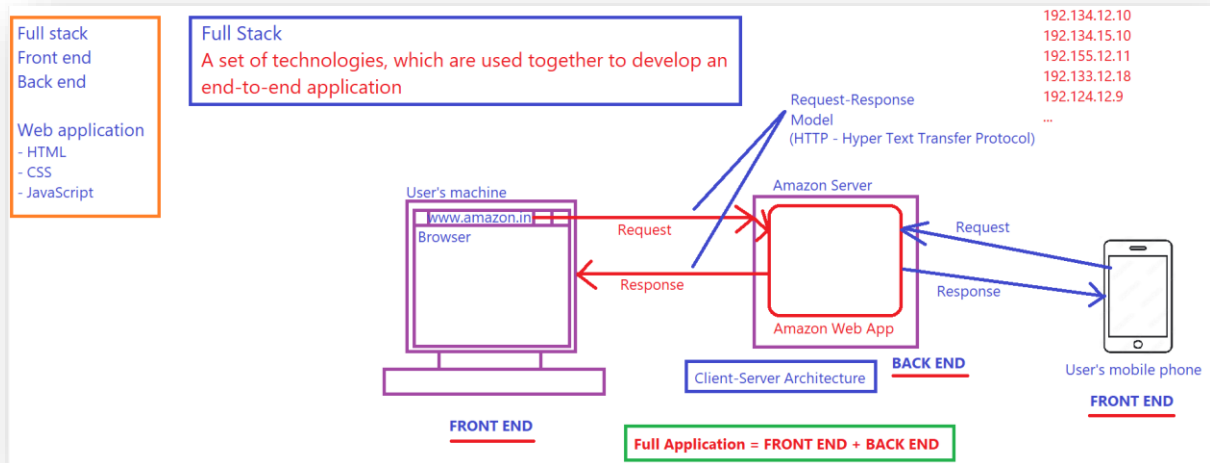 Full stack
Front end
Back end
Web application
- HTML
- CSS
- JavaScript
Full Stack
A set of technologies, which are used together to develop an
end-to-end application
192.134.12.10
192.134.15.10
192.155.12.11
192.133.12.18
192.124.12.9
...
Request-Response
Model
(HTTP - Hyper Text Transfer Protocol)
User's machine
www.amazon.in
Browser
Request
Response
Amazon Server
Amazon Web App
Request
Response
User's mobile phone
FRONT END
BACK END
Client-Server Architecture
FRONT END
Full Application = FRONT END + BACK END